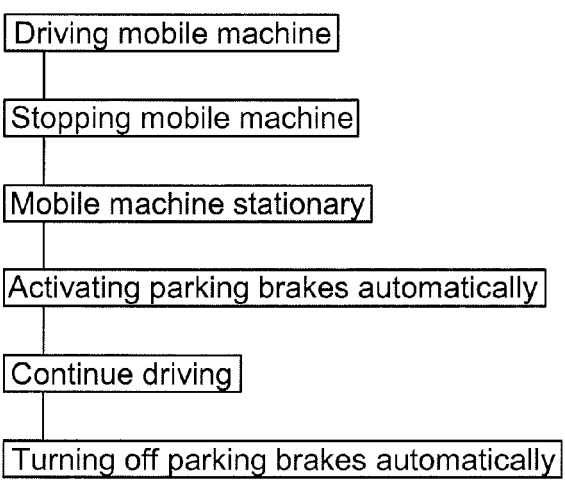 Driving mobile machine
Stopping mobile machine
Mobile machine stationary
Activating parking brakes automatically
Continue driving
Turning off parking brakes automatically